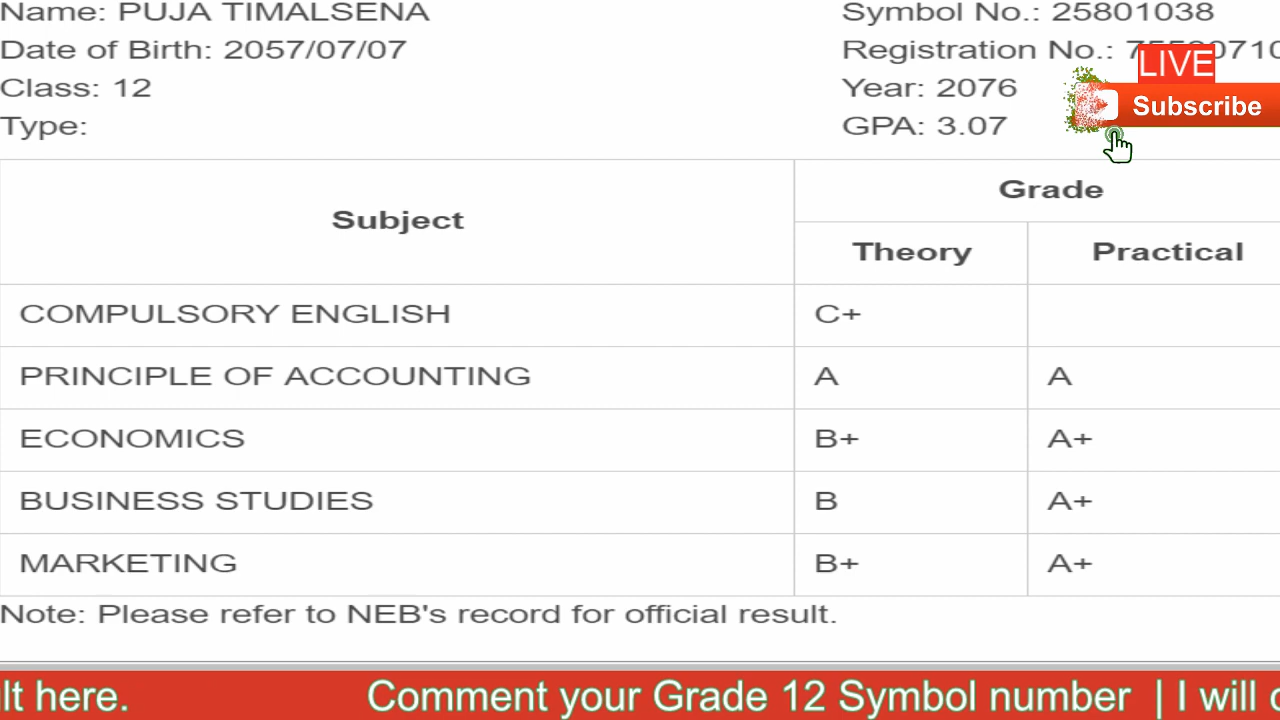 Name: PUJA TIMALSENA
Symbol No.: 25801038
Date of Birth: 2057/07/07
Registration No.:
LIVE
Class: 12
Year: 2076
Subscribe
Type:
GPA: 3.07
Subject
Grade
Theory
Practical
COMPULSORY ENGLISH C+
PRINCIPLE OF ACCOUNTING A A
ECONOMICS B+ A+
BUSINESS STUDIES B A+
MARKETING B+ A+
Note: Please refer to NEB's record for official result.
lt here. Comment your Grade 12 Symbol number | I will